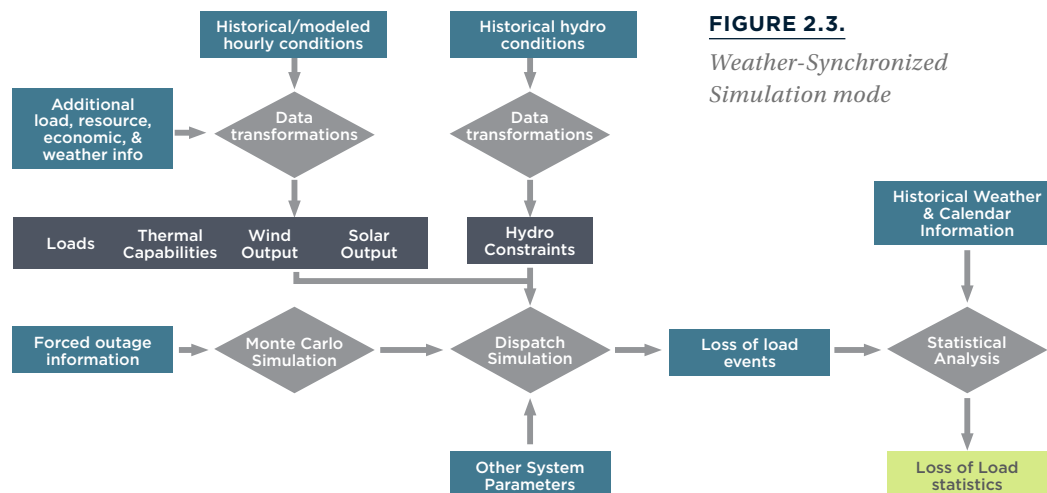 Historical/modeled
hourly conditions
Historical hydro
conditions
FIGURE 2.3.
Weather-Synchronized
Simulation mode
Additional
load, resource,
economic, &
weather info
Data
transformations
Data
transformations
Historical Weather
& Calendar
Information
Loads
Thermal
Capabilities
Wind
Output
Solar
Output
Hydro
Constraints
Forced outage
information
Monte Carlo
Simulation
Dispatch
Simulation
Loss of load
events
Statistical
Analysis
Other System
Parameters
Loss of Load
statistics